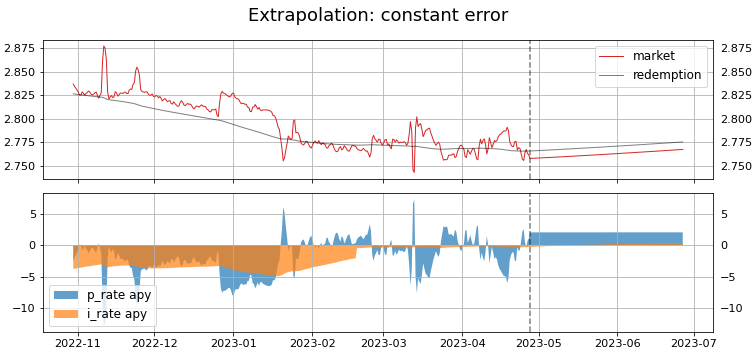 Extrapolation: constant error
2.875 2.875
2.850 2.850
2.825 2.825
2.800 2.800
2.775 2.775
2.750 2.750
market
redemption
5 5
0 0
−5 −5
−10 −10
p_rate apy
i_rate apy
2022-11 2022-12 2023-01 2023-02 2023-03 2023-04 2023-05 2023-06 2023-07